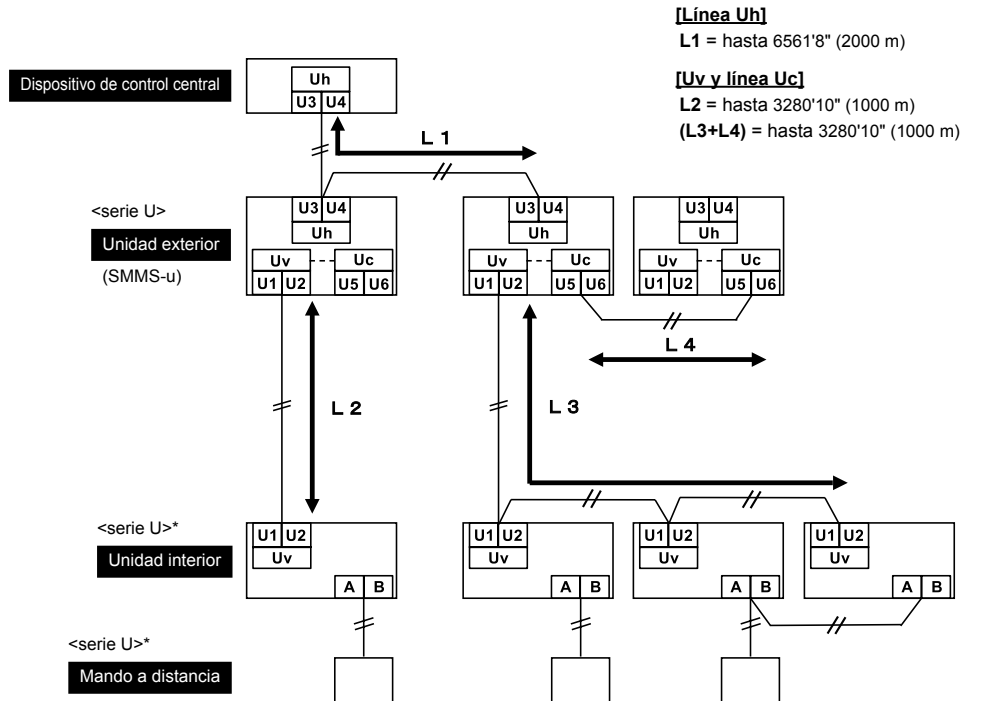 [Línea Uh]
L1 = hasta 6561'8" (2000 m)
[Uv y línea Uc]
L2 = hasta 3280'10" (1000 m)
(L3+L4) = hasta 3280'10" (1000 m)
Dispositivo de control central
Uh
U3 U4
L 1
<serie U>
Unidad exterior
(SMMS-u)
U3 U4
Uh
Uv Uc
U1 U2 U5 U6
U3 U4
Uh
Uv Uc
U1 U2 U5 U6
U3 U4
Uh
Uv Uc
U1 U2 U5 U6
L 4
L 2
L 3
<serie U>*
Unidad interior
U1 U2
Uv
A B
U1 U2
Uv
A B
U1 U2
Uv
A B
U1 U2
Uv
A B
<serie U>*
Mando a distancia